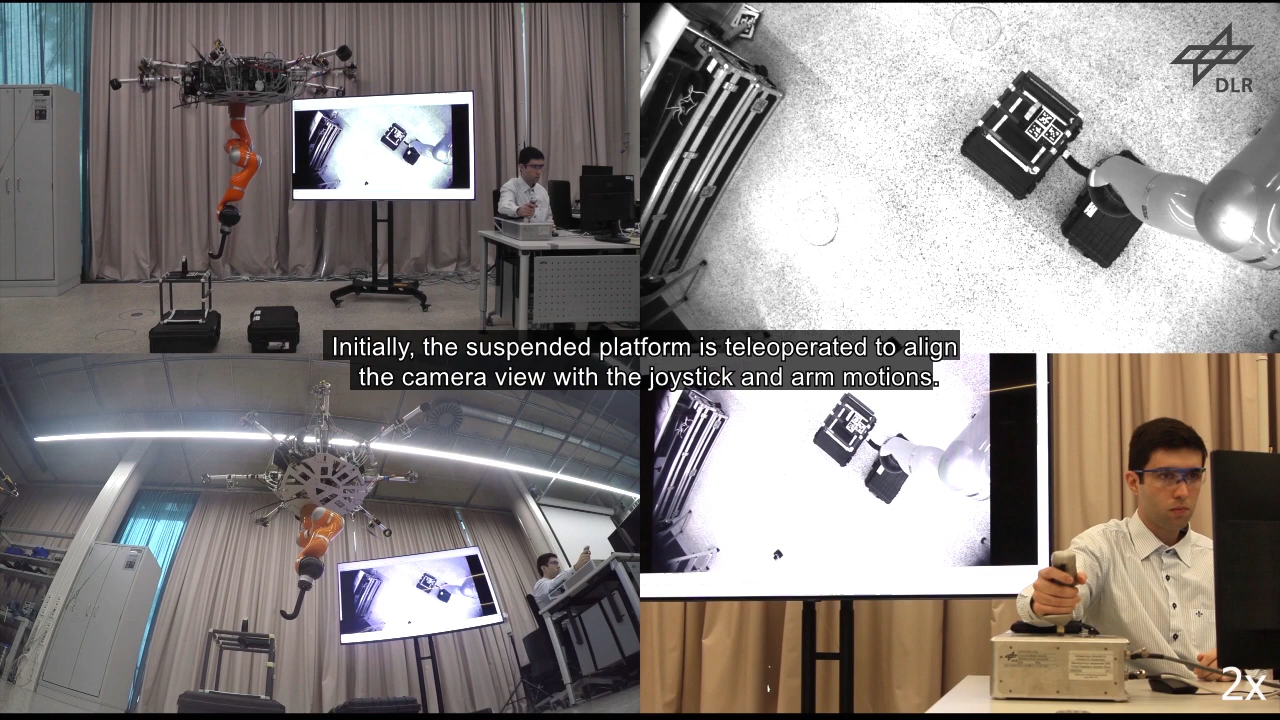 DLR
Initially, the suspended platform is teleoperated to align
the camera view with the joystick and arm motions.
2x